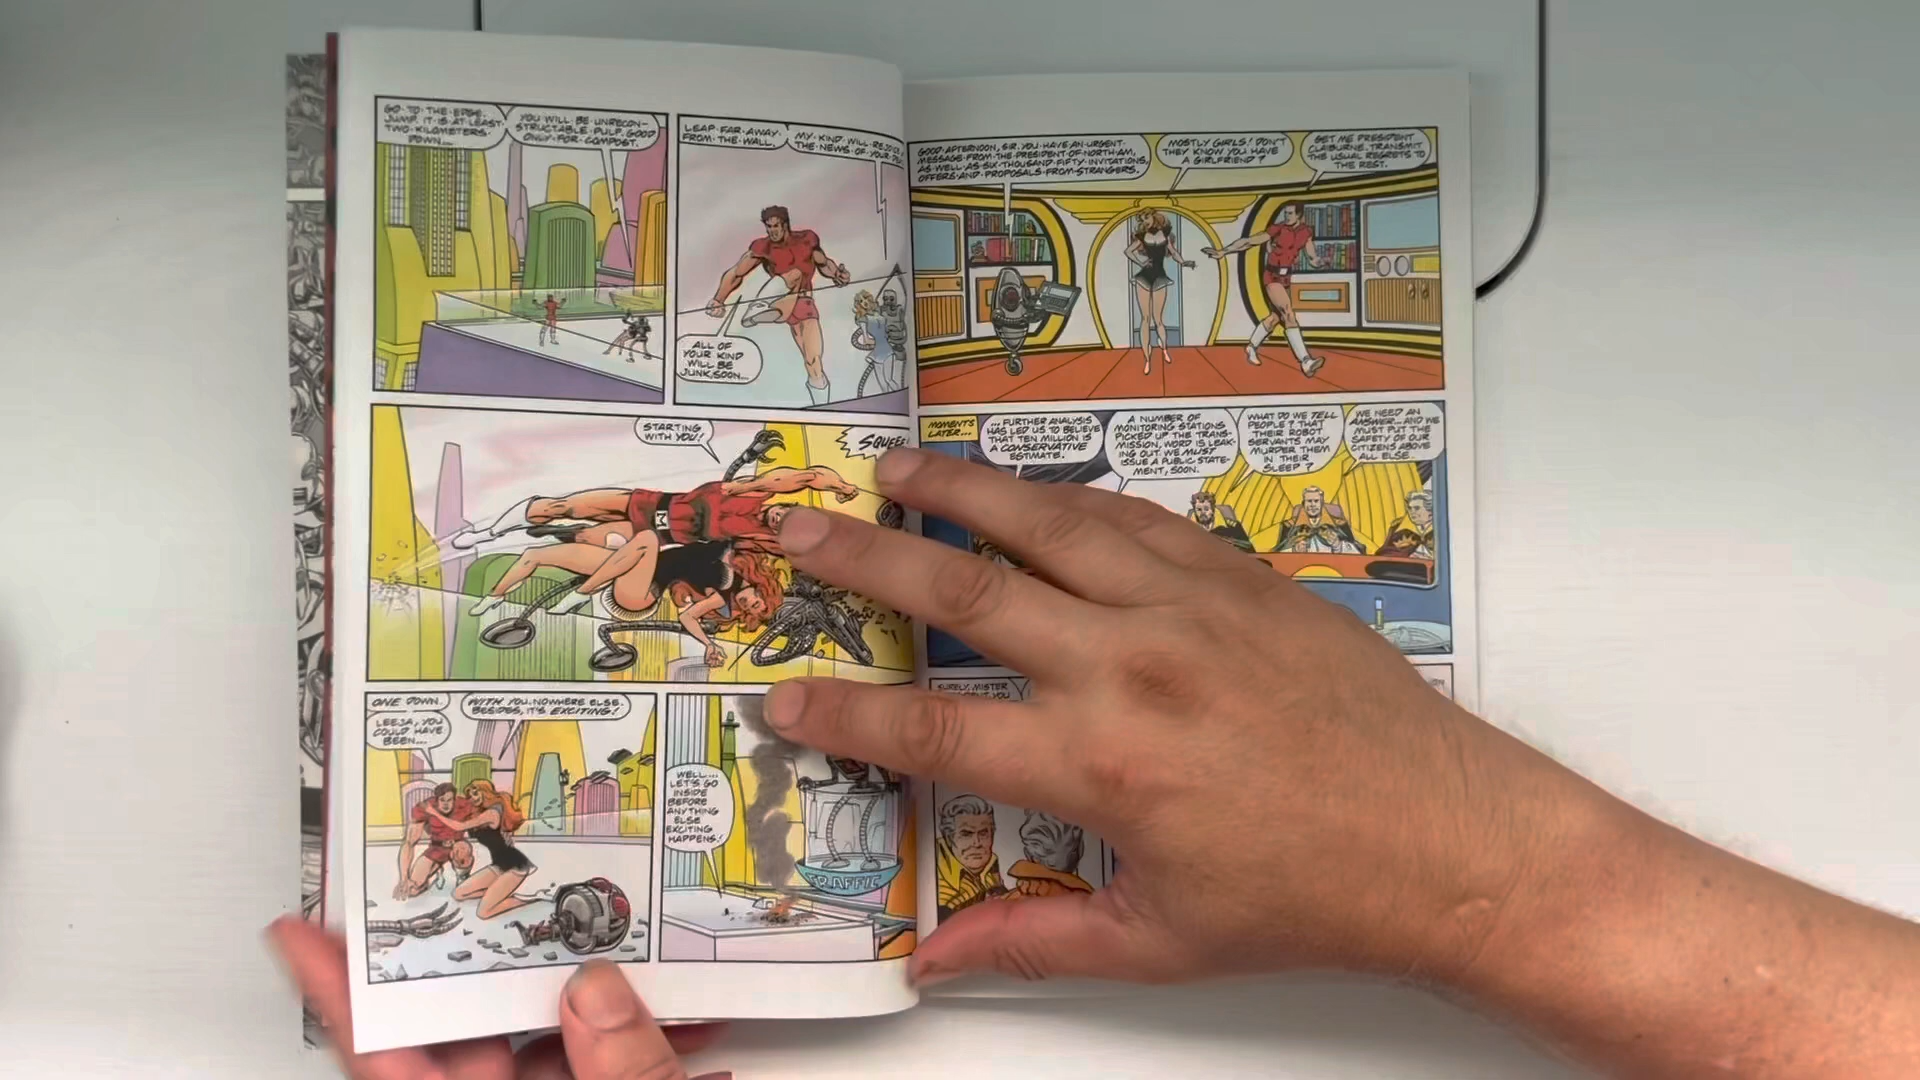 GO·TO·THE·EDGE.
JUMP. IT·IS·AT·LEAST
TWO·KILOMETERS·
DOWN...
YOU·WILL·BE·UNRECON-
STRUCTABLE·PULP. GOOD
ONLY·FOR·COMPOST.
LEAP·FAR·AWAY·
FROM·THE·WALL,
MY·KIND·WILL·
THE·NEWS·OF·YOUR·
ALL OF
YOUR KIND
WILL BE
JUNK, SOON...
STARTING
WITH YOU!
ONE DOWN.
LEEJA, YOU
COULD HAVE
BEEN...
WITH YOU. NOWHERE ELSE.
BESIDES, IT'S EXCITING!
WELL...
LET'S GO
INSIDE
BEFORE
ANYTHING
ELSE
EXCITING
HAPPENS!
TRAFFIC
M
GOOD·AFTERNOON, SIR. YOU·HAVE·AN·URGENT·
MESSAGE·FROM·THE·PRESIDENT·OF·NORTH·AM,
AS·WELL·AS·SIX·THOUSAND·FIFTY·INVITATIONS,
OFFERS·AND·PROPOSALS·FROM·STRANGERS.
MOSTLY GIRLS! DON'T
THEY KNOW YOU HAVE
A GIRLFRIEND?
GET ME PRESIDENT
CLAIBURNE. TRANSMIT
THE USUAL REGRETS TO
THE REST.
MOMENTS
LATER...
... FURTHER ANALYSIS
HAS LED US TO BELIEVE
THAT TEN MILLION IS
A CONSERVATIVE
ESTIMATE.
A NUMBER OF
MONITORING STATIONS
PICKED UP THE TRANS-
MISSION. WORD IS LEAK-
ING OUT. WE MUST
ISSUE A PUBLIC STATE-
MENT, SOON.
WHAT DO WE TELL
PEOPLE? THAT
THEIR ROBOT
SERVANTS MAY
MURDER THEM
IN THEIR
SLEEP?
WE NEED AN
ANSWER... AND WE
MUST PUT THE
SAFETY OF OUR
CITIZENS ABOVE
ALL ELSE.
SURELY, MISTER
YOU